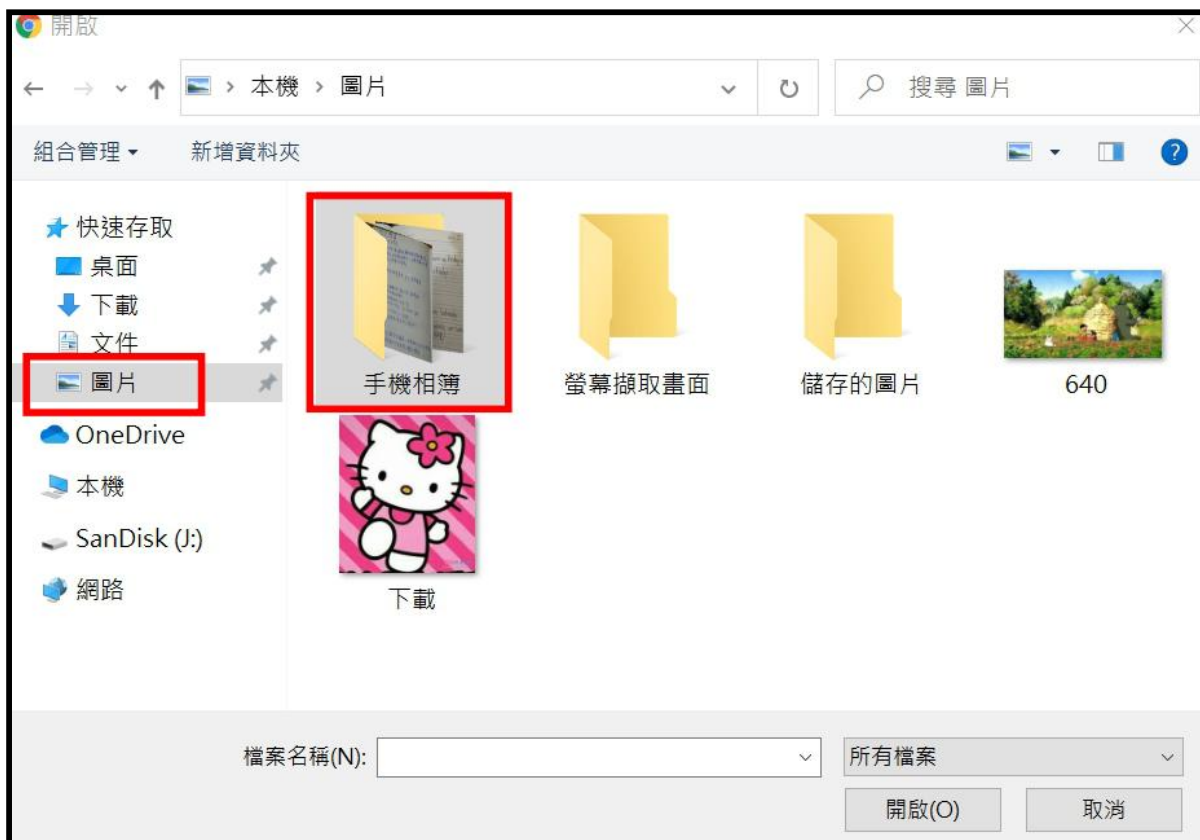 開啟
本機 > 圖片
搜尋 圖片
組合管理
新增資料夾
快速存取
桌面
下載
文件
圖片
OneDrive
本機
SanDisk (J:)
網路
手機相簿
螢幕擷取畫面
儲存的圖片
640
下載
檔案名稱(N):
所有檔案
開啟(O)
取消